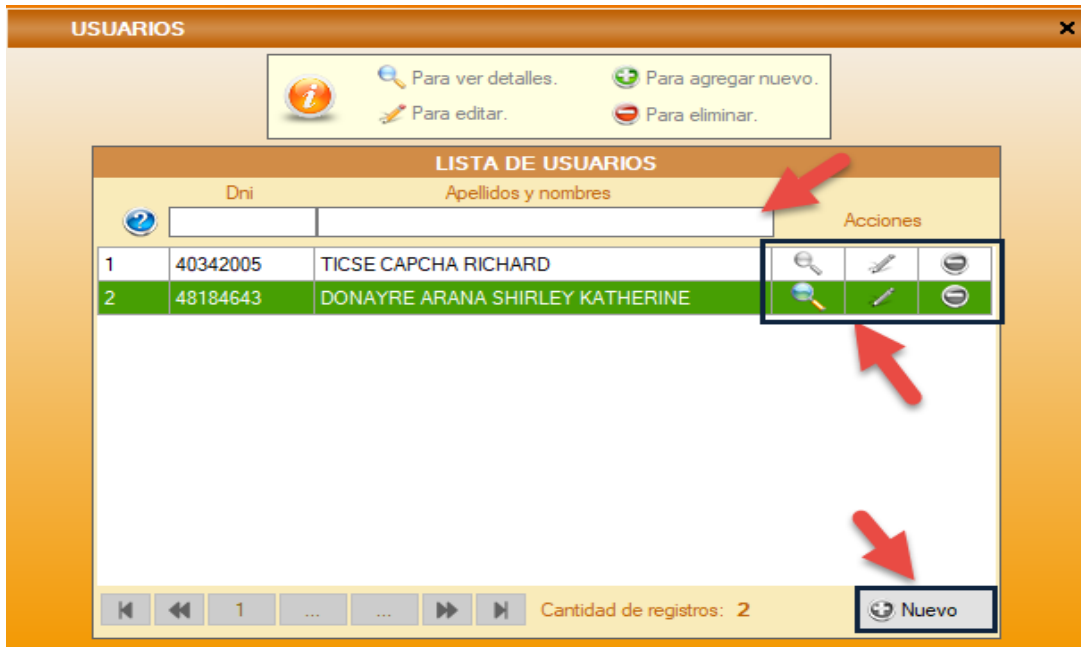 USUARIOS
Para ver detalles. Para agregar nuevo.
Para editar. Para eliminar.
LISTA DE USUARIOS
Dni Apellidos y nombres
Acciones
1 40342005 TICSE CAPCHA RICHARD
2 48184643 DONAYRE ARANA SHIRLEY KATHERINE
1 ... ... Cantidad de registros: 2 Nuevo